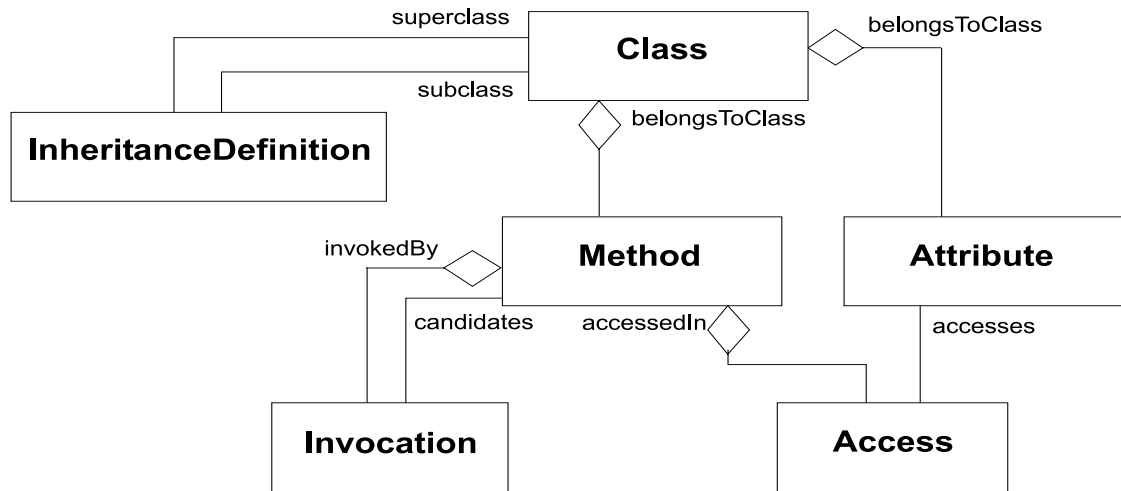 superclass
Class
belongsToClass
subclass
belongsToClass
InheritanceDefinition
invokedBy
Method
Attribute
candidates
accessedIn
accesses
Invocation
Access